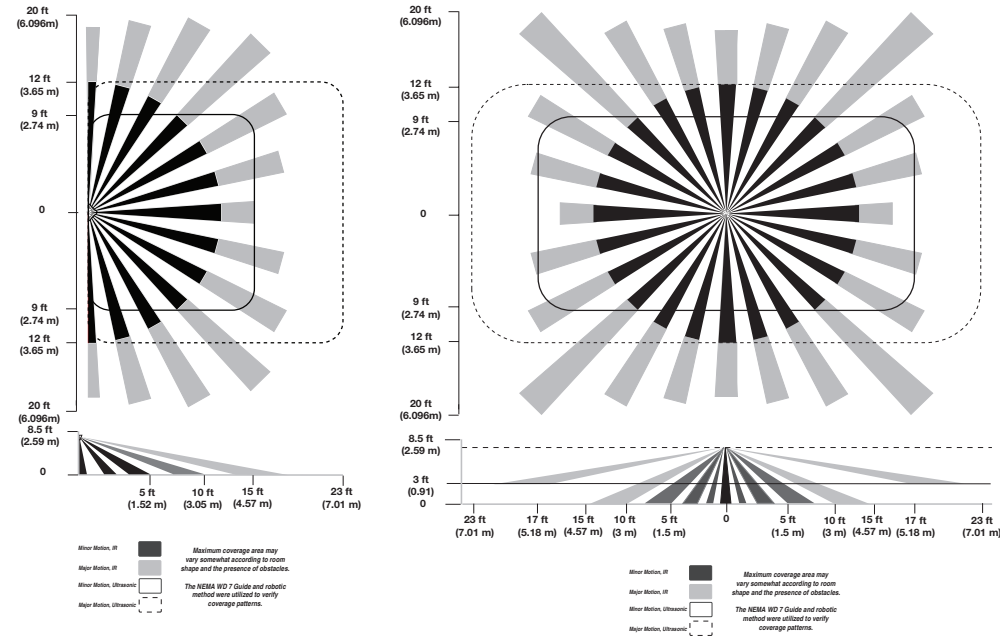 20 ft
(6.096m)
12 ft
(3.65 m)
9 ft
(2.74 m)
0
9 ft
(2.74 m)
12 ft
(3.65 m)
20 ft
(6.096m)
8.5 ft
(2.59 m)
0
5 ft
(1.52 m)
10 ft
(3.05 m)
15 ft
(4.57 m)
23 ft
(7.01 m)
Minor Motion, IR
Major Motion, IR
Minor Motion, Ultrasonic
Major Motion, Ultrasonic
Maximum coverage area may
vary somewhat according to room
shape and the presence of obstacles.
The NEMA WD 7 Guide and robotic
method were utilized to verify
coverage patterns.
20 ft
(6.096m)
12 ft
(3.65 m)
9 ft
(2.74 m)
0
9 ft
(2.74 m)
12 ft
(3.65 m)
20 ft
(6.096m)
8.5 ft
(2.59 m)
3 ft
(0.91)
0
23 ft
(7.01 m)
17 ft
(5.18 m)
15 ft
(4.57 m)
10 ft
(3 m)
5 ft
(1.5 m)
0
5 ft
(1.5 m)
10 ft
(3 m)
15 ft
(4.57 m)
17 ft
(5.18 m)
23 ft
(7.01 m)
Minor Motion, IR
Major Motion, IR
Minor Motion, Ultrasonic
Major Motion, Ultrasonic
Maximum coverage area may
vary somewhat according to room
shape and the presence of obstacles.
The NEMA WD 7 Guide and robotic
method were utilized to verify
coverage patterns.